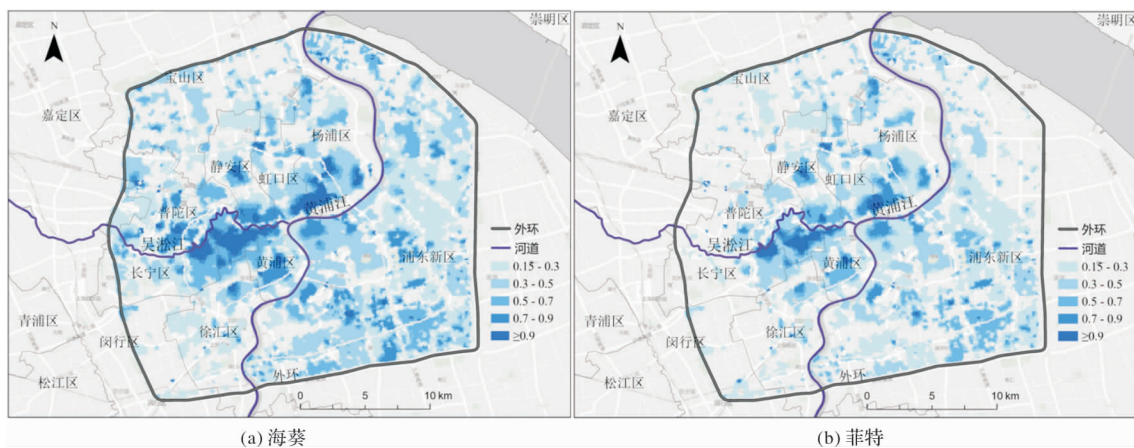 崇明区
N
宝山区
嘉定区
杨浦区
静安区
虹口区
普陀区
黄浦江
吴淞江
长宁区
黄浦区
浦东新区
青浦区
徐汇区
闵行区
松江区
外环
0 5 10 km
外环
河道
0.15 - 0.3
0.3 - 0.5
0.5 - 0.7
0.7 - 0.9
≥0.9
(a) 海葵
崇明区
N
宝山区
嘉定区
杨浦区
静安区
虹口区
普陀区
黄浦江
吴淞江
长宁区
黄浦区
浦东新区
青浦区
徐汇区
闵行区
松江区
外环
0 5 10 km
外环
河道
0.15 - 0.3
0.3 - 0.5
0.5 - 0.7
0.7 - 0.9
≥0.9
(b) 菲特